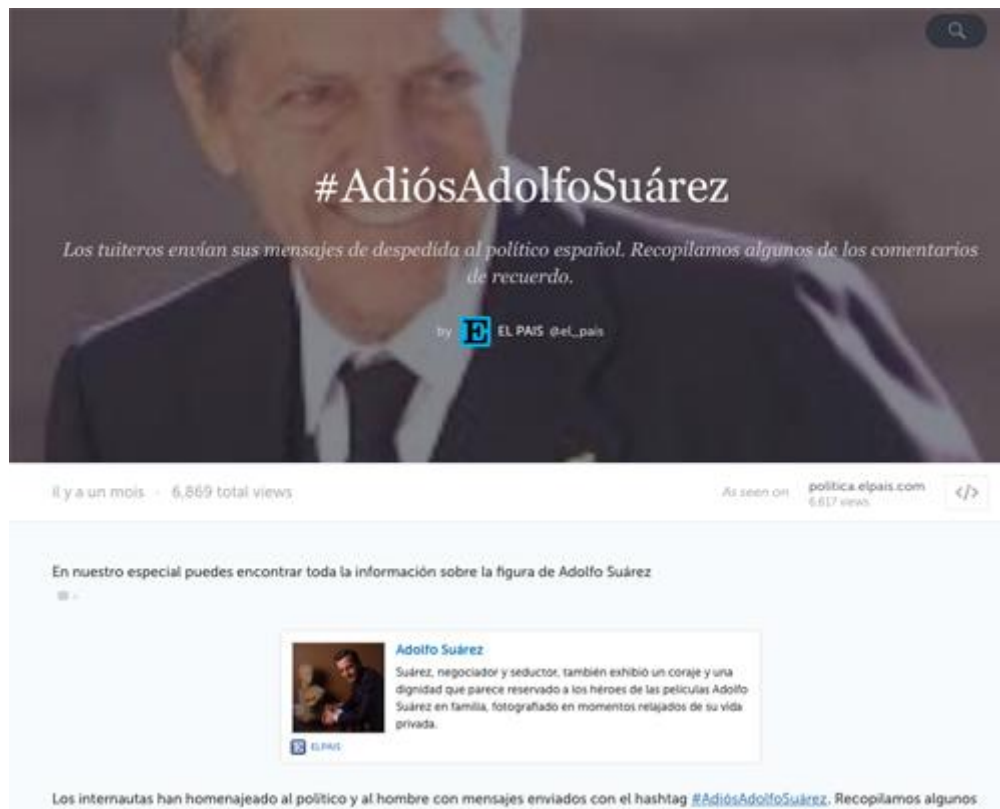 #AdiósAdolfoSuárez
Los tuiteros envían sus mensajes de despedida al político español. Recopilamos algunos de los comentarios
de recuerdo.
by E EL PAIS @el_pais
il y a un mois · 6,869 total views
As seen on
politica.elpais.com
6,617 views
</>
En nuestro especial puedes encontrar toda la información sobre la figura de Adolfo Suárez
Adolfo Suárez
Suárez, negociador y seductor, también exhibió un coraje y una
dignidad que parece reservado a los héroes de las películas Adolfo
Suárez en familia, fotografiado en momentos relajados de su vida
privada.
E ELPAIS
Los internautas han homenajeado al político y al hombre con mensajes enviados con el hashtag #AdiósAdolfoSuárez. Recopilamos algunos